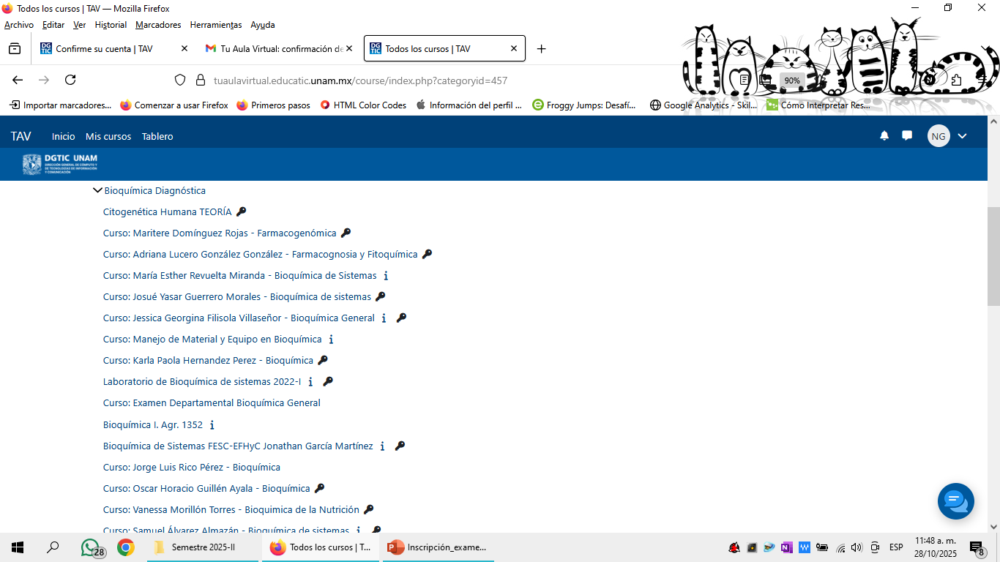 Todos los cursos | TAV — Mozilla Firefox
Archivo Editar Ver Historial Marcadores Herramientas Ayuda
Confirme su cuenta | TAV
Tu Aula Virtual: confirmación de
Todos los cursos | TAV
tuaulavirtual.educatic.unam.mx/course/index.php?categoryid=457
90%
Importar marcadores...
Comenzar a usar Firefox
Primeros pasos
HTML Color Codes
Información del perfil ...
Froggy Jumps: Desafí...
Google Analytics - Skil...
Cómo Interpretar Res...
TAV Inicio Mis cursos Tablero
NG
DGTIC UNAM
DIRECCIÓN GENERAL DE CÓMPUTO Y
DE TECNOLOGÍAS DE INFORMACIÓN
Y COMUNICACIÓN
Bioquímica Diagnóstica
Citogenética Humana TEORÍA
Curso: Maritere Domínguez Rojas - Farmacogenómica
Curso: Adriana Lucero González González - Farmacognosia y Fitoquímica
Curso: María Esther Revuelta Miranda - Bioquímica de Sistemas
Curso: Josué Yasar Guerrero Morales - Bioquímica de sistemas
Curso: Jessica Georgina Filisola Villaseñor - Bioquímica General
Curso: Manejo de Material y Equipo en Bioquímica
Curso: Karla Paola Hernandez Perez - Bioquímica
Laboratorio de Bioquímica de sistemas 2022-I
Curso: Examen Departamental Bioquímica General
Bioquímica I. Agr. 1352
Bioquímica de Sistemas FESC-EFHyC Jonathan García Martínez
Curso: Jorge Luis Rico Pérez - Bioquímica
Curso: Oscar Horacio Guillén Ayala - Bioquímica
Curso: Vanessa Morillón Torres - Bioquimica de la Nutrición
Curso: Samuel Álvarez Almazán - Bioquímica de sistemas
28
Semestre 2025-II
Todos los cursos | T...
Inscripción_exame...
ESP
11:48 a. m.
28/10/2025
8